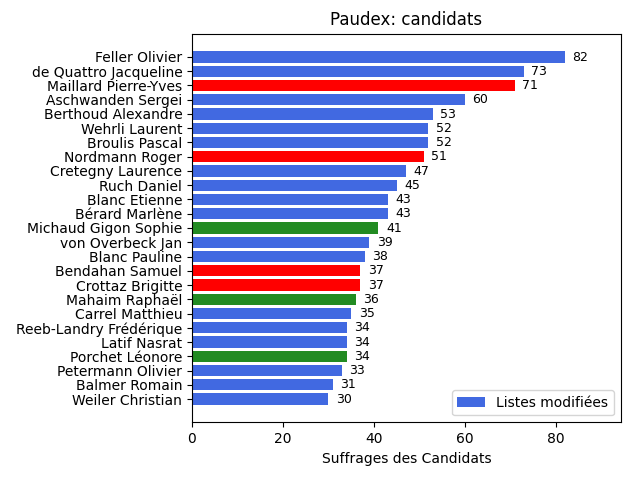 Paudex: candidats
Feller Olivier 82
de Quattro Jacqueline 73
Maillard Pierre-Yves 71
Aschwanden Sergei 60
Berthoud Alexandre 53
Wehrli Laurent 52
Broulis Pascal 52
Nordmann Roger 51
Cretegny Laurence 47
Ruch Daniel 45
Blanc Etienne 43
Bérard Marlène 43
Michaud Gigon Sophie 41
von Overbeck Jan 39
Blanc Pauline 38
Bendahan Samuel 37
Crottaz Brigitte 37
Mahaim Raphaël 36
Carrel Matthieu 35
Reeb-Landry Frédérique 34
Latif Nasrat 34
Porchet Léonore 34
Petermann Olivier 33
Balmer Romain 31
Weiler Christian 30
Listes modifiées
0 20 40 60 80
Suffrages des Candidats